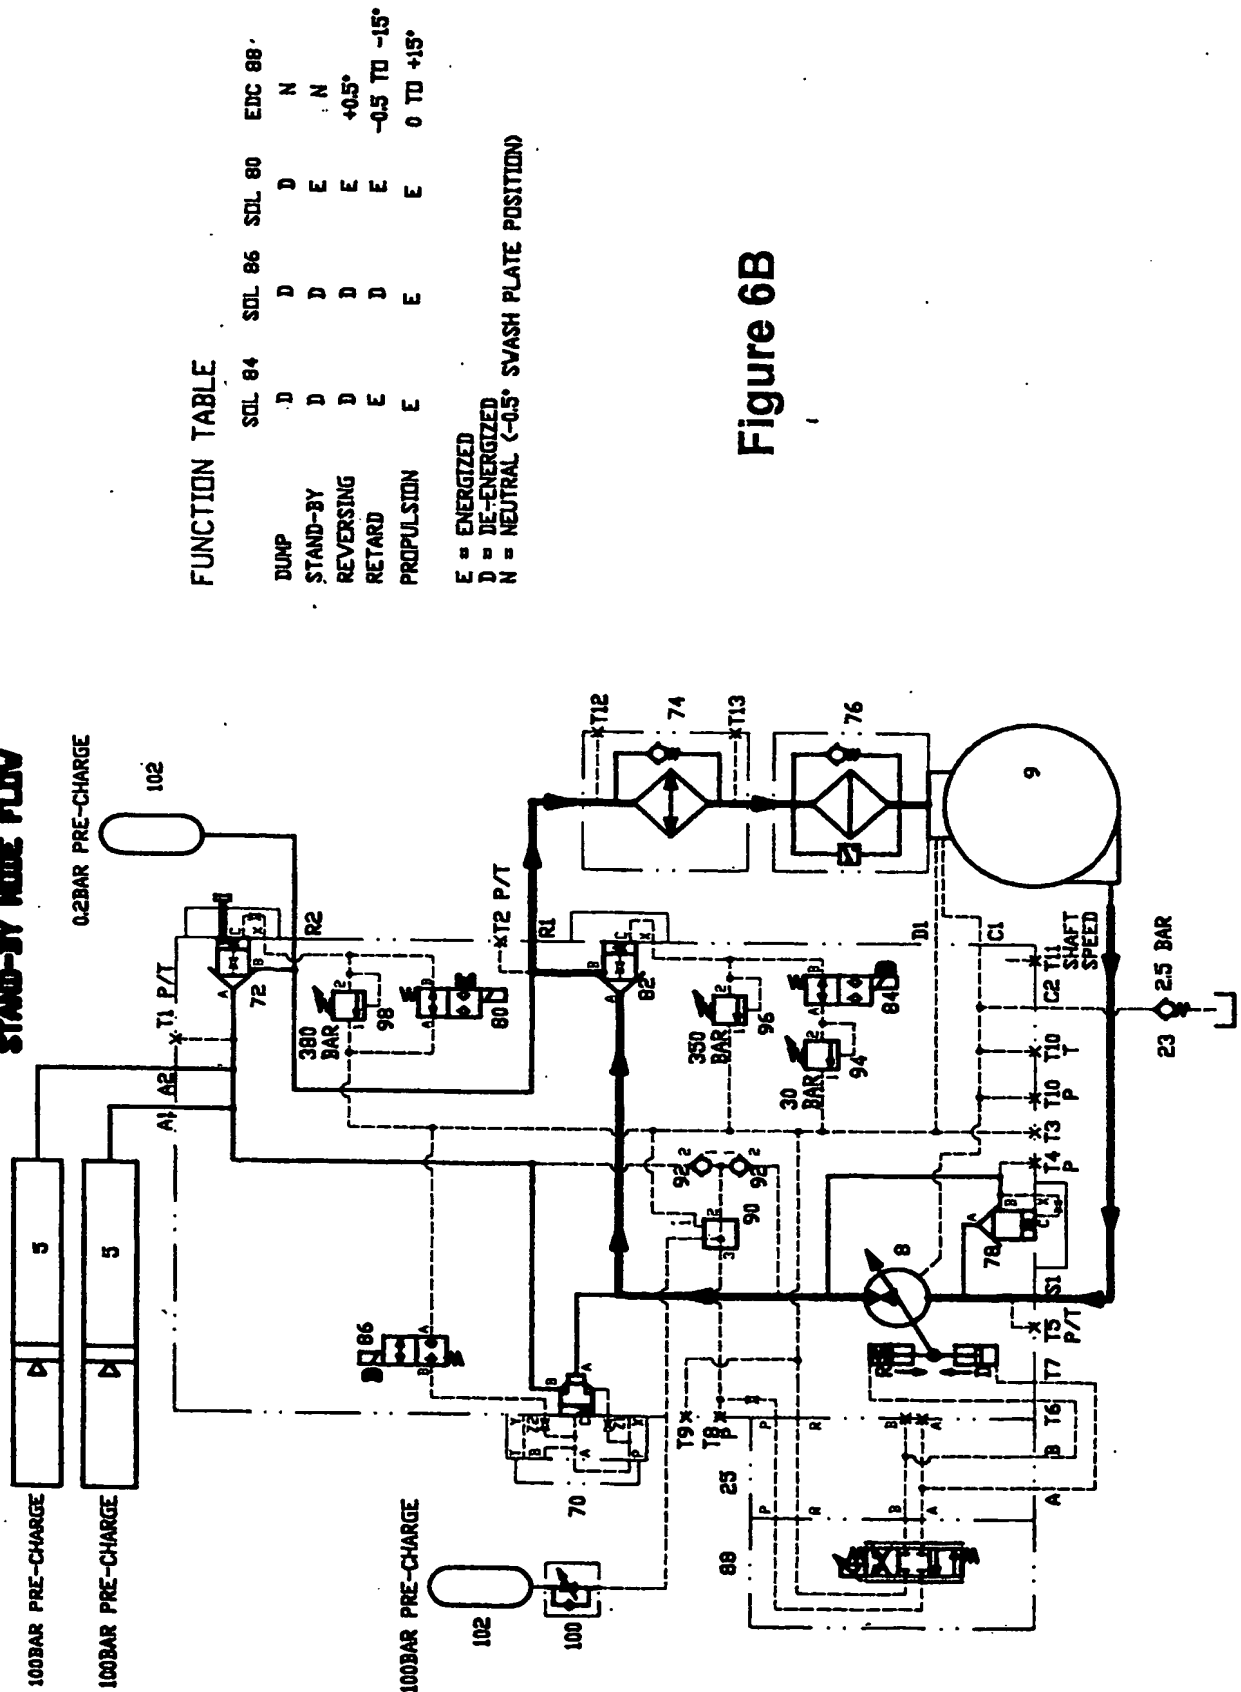 STAND-BY MODE FLOW
0.2BAR PRE-CHARGE
102
100BAR PRE-CHARGE
5
100BAR PRE-CHARGE
5
A1
A2
T1 P/T
72
A
B
C
X
R2
380
BAR
98
80
T2 P/T
R1
82
A
B
C
X
350
BAR
96
30
BAR
94
84
XT12
74
XT13
76
9
D1
C1
T11
SHAFT
SPEED
C2
2.5 BAR
23
T10
T
T10
P
T3
T4
P
92
92
90
78
8
S1
T5
P/T
T7
T6
B
A
86
70
T9
T8
P
25
88
P
R
B
A
P
R
B
A
100BAR PRE-CHARGE
102
100
FUNCTION TABLE
SOL 84 SOL 86 SOL 80 EDC 88
DUMP D D D N
STAND-BY D D E N
REVERSING D D E +0.5°
RETARD E D E -0.5 TO -15°
PROPULSION E E E 0 TO +15°
E = ENERGIZED
D = DE-ENERGIZED
N = NEUTRAL (-0.5° SWASH PLATE POSITION)
Figure 6B